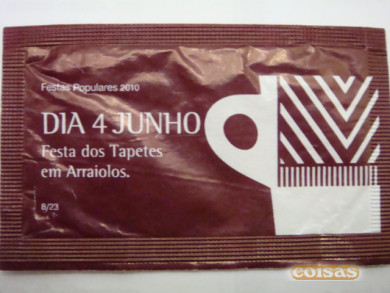 Festas Populares 2010
DIA 4 JUNHO
Festa dos Tapetes
em Arraiolos.
8/23
coisas